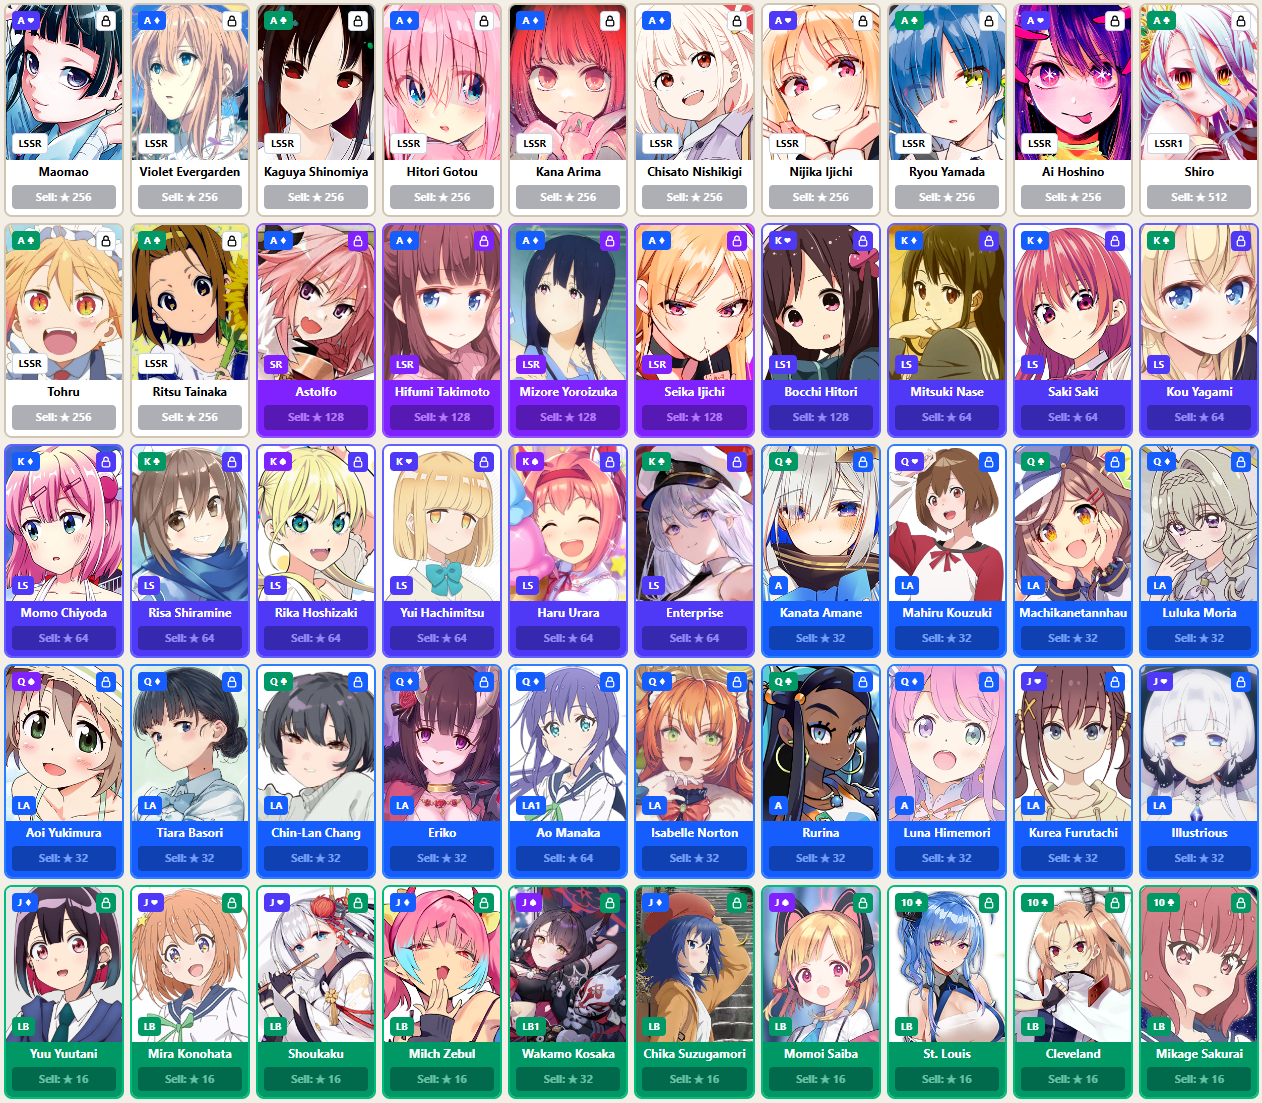 A ♥
LSSR
Maomao
Sell: ★ 256
A ♦
LSSR
Violet Evergarden
Sell: ★ 256
A ♣
LSSR
Kaguya Shinomiya
Sell: ★ 256
A ♦
LSSR
Hitori Gotou
Sell: ★ 256
A ♦
LSSR
Kana Arima
Sell: ★ 256
A ♦
LSSR
Chisato Nishikigi
Sell: ★ 256
A ♥
LSSR
Nijika Ijichi
Sell: ★ 256
A ♣
LSSR
Ryou Yamada
Sell: ★ 256
A ♥
LSSR
Ai Hoshino
Sell: ★ 256
A ♣
LSSR1
Shiro
Sell: ★ 512
A ♣
LSSR
Tohru
Sell: ★ 256
A ♣
LSSR
Ritsu Tainaka
Sell: ★ 256
A ♦
SR
Astolfo
Sell: ★ 128
A ♦
LSR
Hifumi Takimoto
Sell: ★ 128
A ♦
LSR
Mizore Yoroizuka
Sell: ★ 128
A ♦
LSR
Seika Ijichi
Sell: ★ 128
K ♥
LS1
Bocchi Hitori
Sell: ★ 128
K ♦
LS
Mitsuki Nase
Sell: ★ 64
K ♦
LS
Saki Saki
Sell: ★ 64
K ♣
LS
Kou Yagami
Sell: ★ 64
K ♦
LS
Momo Chiyoda
Sell: ★ 64
K ♣
LS
Risa Shiramine
Sell: ★ 64
K ♠
LS
Rika Hoshizaki
Sell: ★ 64
K ♥
LS
Yui Hachimitsu
Sell: ★ 64
K ♠
LS
Haru Urara
Sell: ★ 64
K ♣
LS
Enterprise
Sell: ★ 64
Q ♣
A
Kanata Amane
Sell: ★ 32
Q ♥
LA
Mahiru Kouzuki
Sell: ★ 32
Q ♣
LA
Machikanetannhau
Sell: ★ 32
Q ♦
LA
Luluka Moria
Sell: ★ 32
Q ♠
LA
Aoi Yukimura
Sell: ★ 32
Q ♦
LA
Tiara Basori
Sell: ★ 32
Q ♣
LA
Chin-Lan Chang
Sell: ★ 32
Q ♦
LA
Eriko
Sell: ★ 32
Q ♦
LA1
Ao Manaka
Sell: ★ 64
Q ♦
LA
Isabelle Norton
Sell: ★ 32
Q ♣
A
Rurina
Sell: ★ 32
Q ♦
A
Luna Himemori
Sell: ★ 32
J ♥
LA
Kurea Furutachi
Sell: ★ 32
J ♥
LA
Illustrious
Sell: ★ 32
J ♦
LB
Yuu Yuutani
Sell: ★ 16
J ♥
LB
Mira Konohata
Sell: ★ 16
J ♥
LB
Shoukaku
Sell: ★ 16
J ♦
LB
Milch Zebul
Sell: ★ 16
J ♠
LB1
Wakamo Kosaka
Sell: ★ 32
J ♦
LB
Chika Suzugamori
Sell: ★ 16
J ♠
LB
Momoi Saiba
Sell: ★ 16
10 ♣
LB
St. Louis
Sell: ★ 16
10 ♣
LB
Cleveland
Sell: ★ 16
10 ♣
LB
Mikage Sakurai
Sell: ★ 16